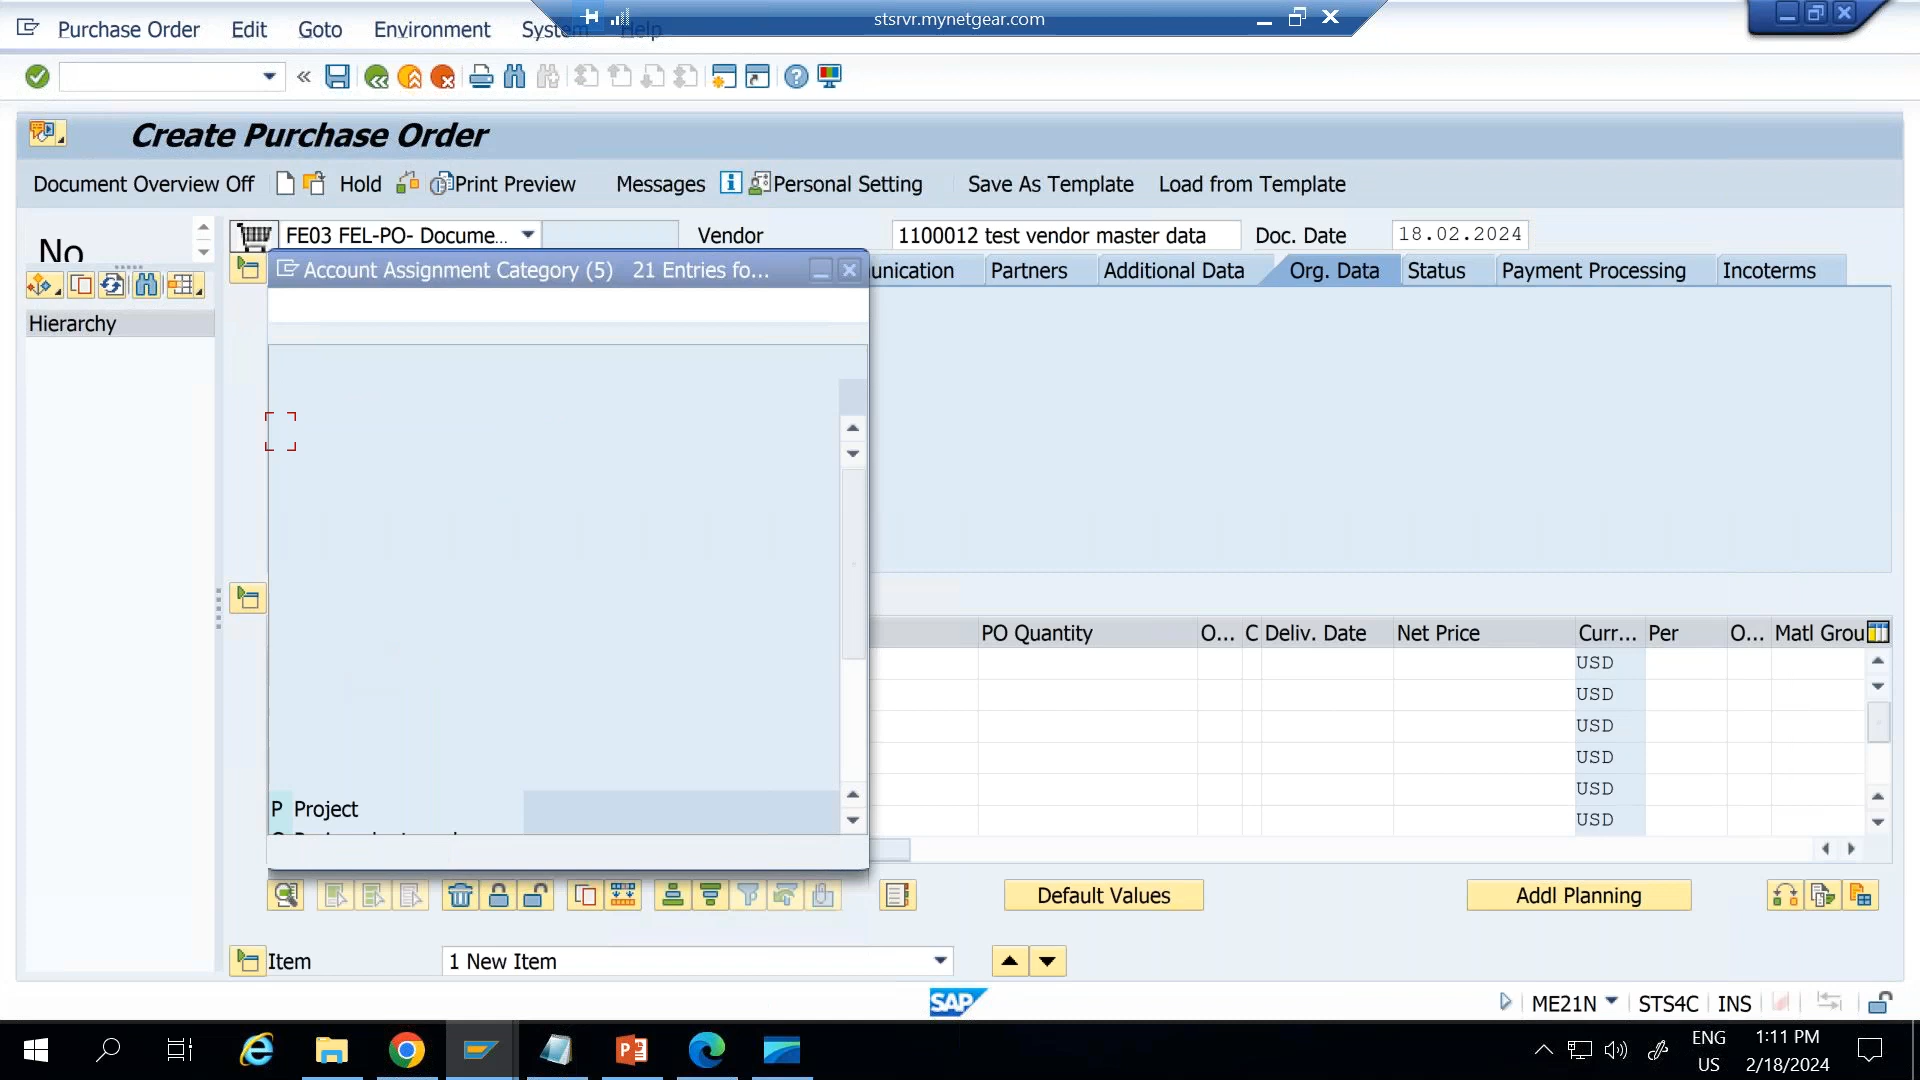 stsrvr.mynetgear.com
Purchase Order Edit Goto Environment System Help
Create Purchase Order
Document Overview Off Hold Print Preview Messages Personal Setting Save As Template Load from Template
No
FE03 FEL-PO- Docume... Vendor 1100012 test vendor master data Doc. Date 18.02.2024
Account Assignment Category (5) 21 Entries fo...
unication Partners Additional Data Org. Data Status Payment Processing Incoterms
Hierarchy
PO Quantity O... C Deliv. Date Net Price Curr... Per O... Matl Grou
USD
USD
USD
USD
USD
USD
P Project
Default Values Addl Planning
Item 1 New Item
SAP ME21N STS4C INS
ENG
US
1:11 PM
2/18/2024